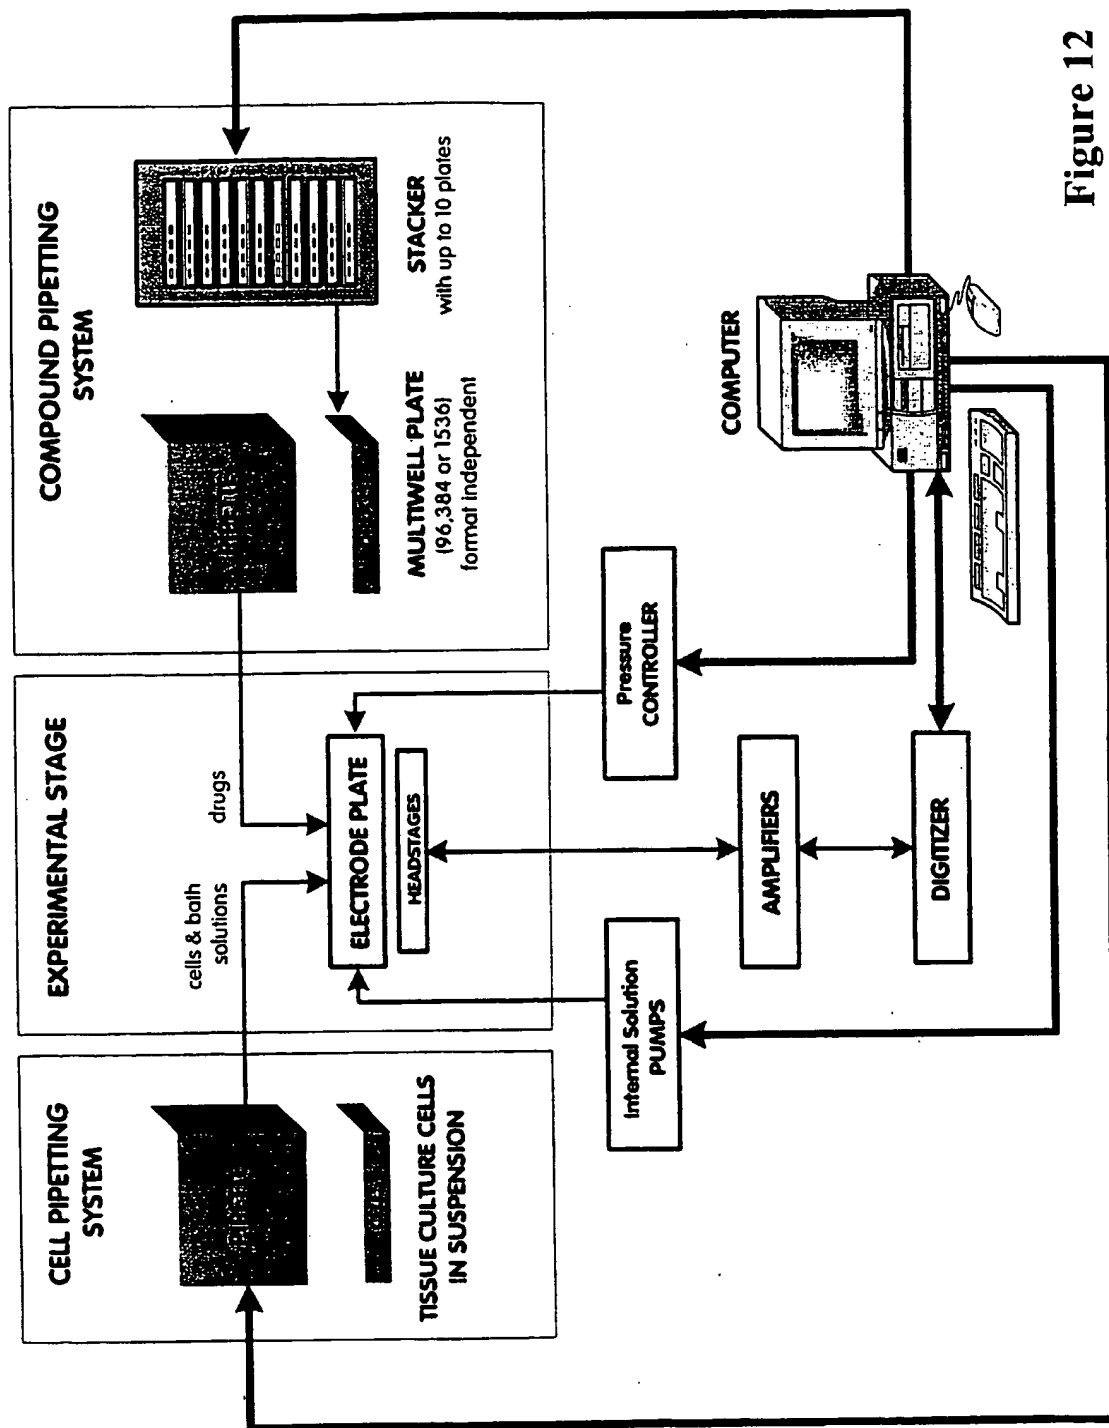 CELL PIPETTING
SYSTEM
TISSUE CULTURE CELLS
IN SUSPENSION
EXPERIMENTAL STAGE
cells & bath
solutions
drugs
ELECTRODE PLATE
HEADSTAGES
COMPOUND PIPETTING
SYSTEM
MULTIWELL PLATE
(96,384 or 1536)
format independent
STACKER
with up to 10 plates
Internal Solution
PUMPS
Pressure
CONTROLLER
AMPLIFIERS
DIGITIZER
COMPUTER
Figure 12